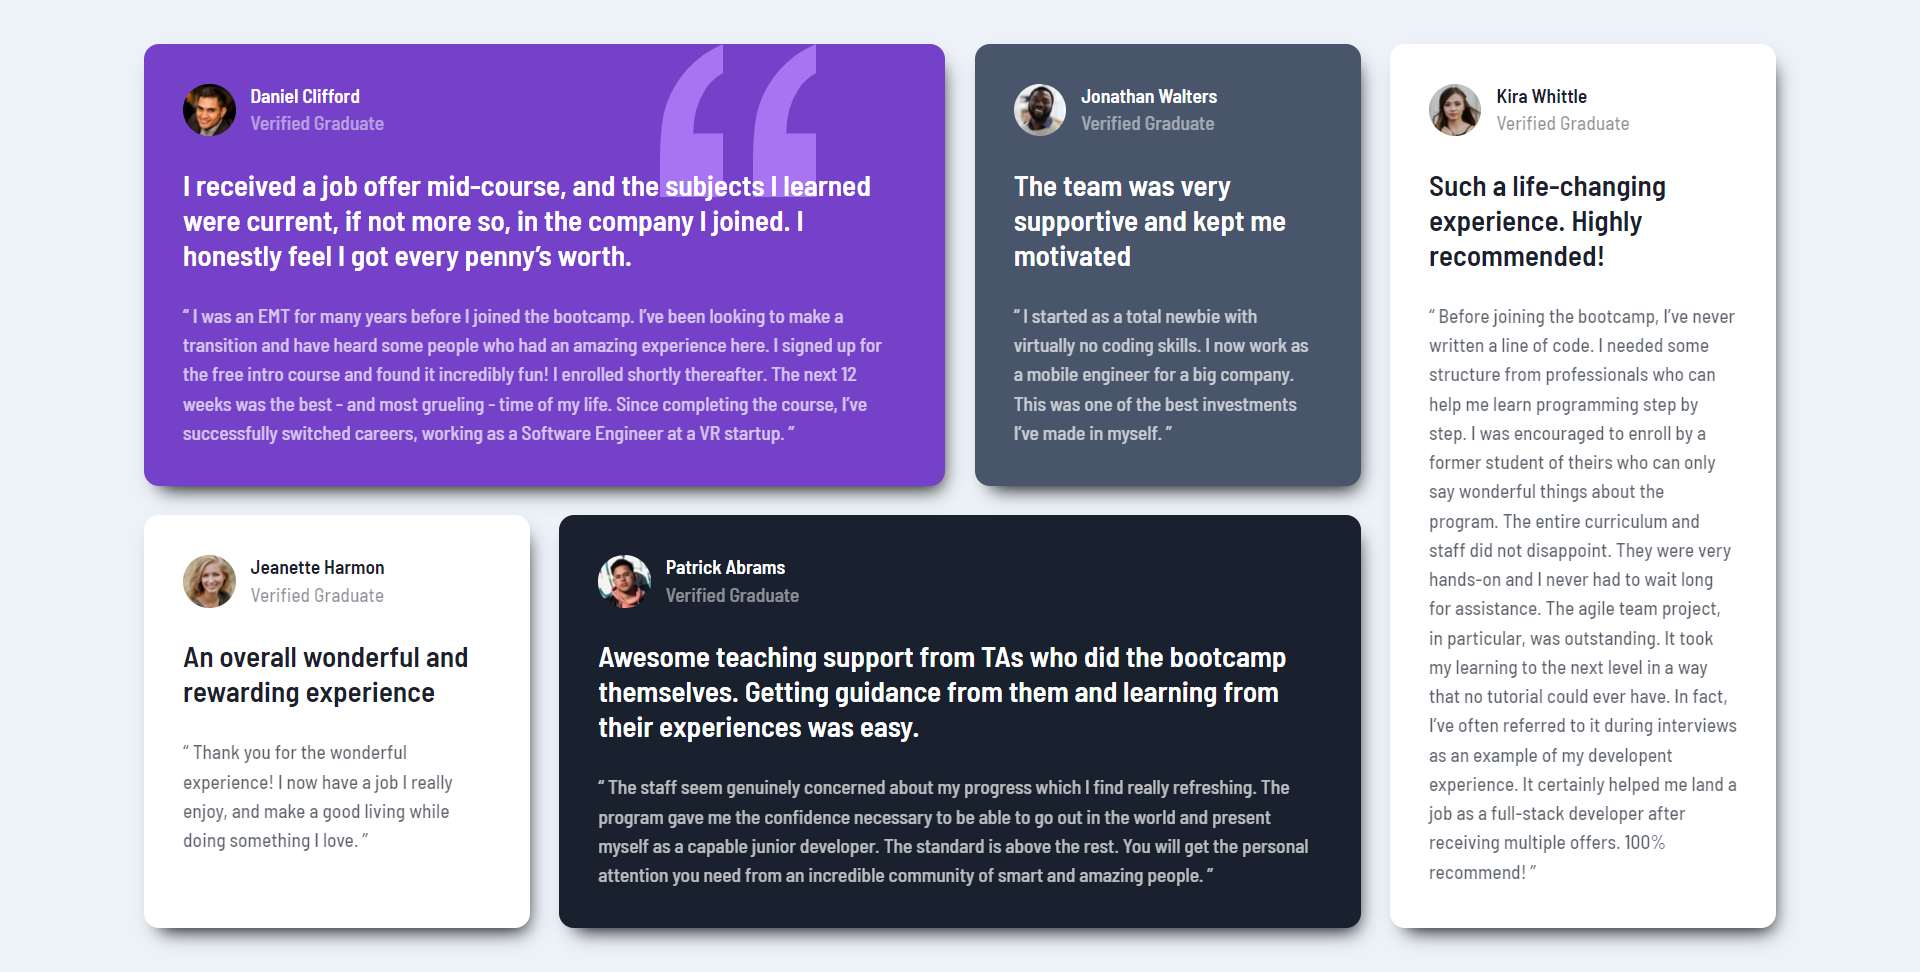 Daniel Clifford
Verified Graduate
I received a job offer mid-course, and the subjects I learned
were current, if not more so, in the company I joined. I
honestly feel I got every penny’s worth.
“ I was an EMT for many years before I joined the bootcamp. I’ve been looking to make a
transition and have heard some people who had an amazing experience here. I signed up for
the free intro course and found it incredibly fun! I enrolled shortly thereafter. The next 12
weeks was the best - and most grueling - time of my life. Since completing the course, I’ve
successfully switched careers, working as a Software Engineer at a VR startup. ”
Jonathan Walters
Verified Graduate
The team was very
supportive and kept me
motivated
“ I started as a total newbie with
virtually no coding skills. I now work as
a mobile engineer for a big company.
This was one of the best investments
I’ve made in myself. ”
Kira Whittle
Verified Graduate
Such a life-changing
experience. Highly
recommended!
“ Before joining the bootcamp, I’ve never
written a line of code. I needed some
structure from professionals who can
help me learn programming step by
step. I was encouraged to enroll by a
former student of theirs who can only
say wonderful things about the
program. The entire curriculum and
staff did not disappoint. They were very
hands-on and I never had to wait long
for assistance. The agile team project,
in particular, was outstanding. It took
my learning to the next level in a way
that no tutorial could ever have. In fact,
I’ve often referred to it during interviews
as an example of my developent
experience. It certainly helped me land a
job as a full-stack developer after
receiving multiple offers. 100%
recommend! ”
Jeanette Harmon
Verified Graduate
An overall wonderful and
rewarding experience
“ Thank you for the wonderful
experience! I now have a job I really
enjoy, and make a good living while
doing something I love. ”
Patrick Abrams
Verified Graduate
Awesome teaching support from TAs who did the bootcamp
themselves. Getting guidance from them and learning from
their experiences was easy.
“ The staff seem genuinely concerned about my progress which I find really refreshing. The
program gave me the confidence necessary to be able to go out in the world and present
myself as a capable junior developer. The standard is above the rest. You will get the personal
attention you need from an incredible community of smart and amazing people. ”